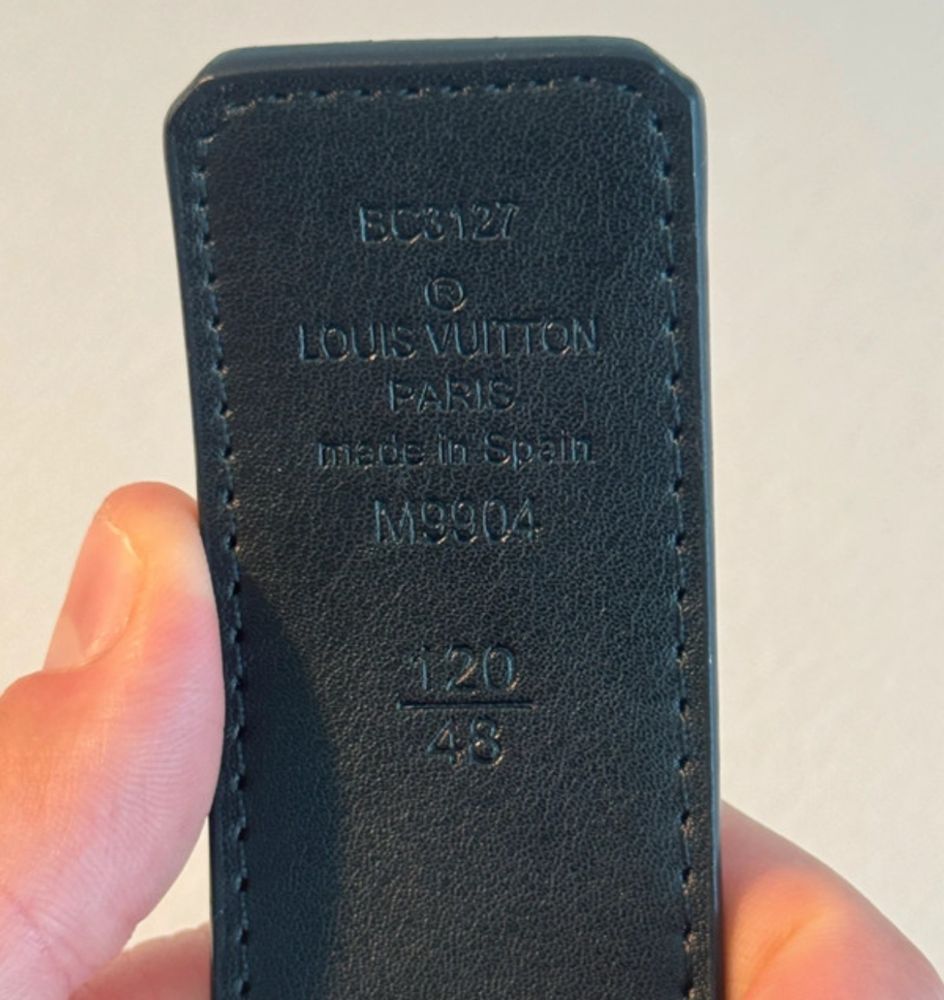 BC3127
®
LOUIS VUITTON
PARIS
made in Spain
M9904
120
48